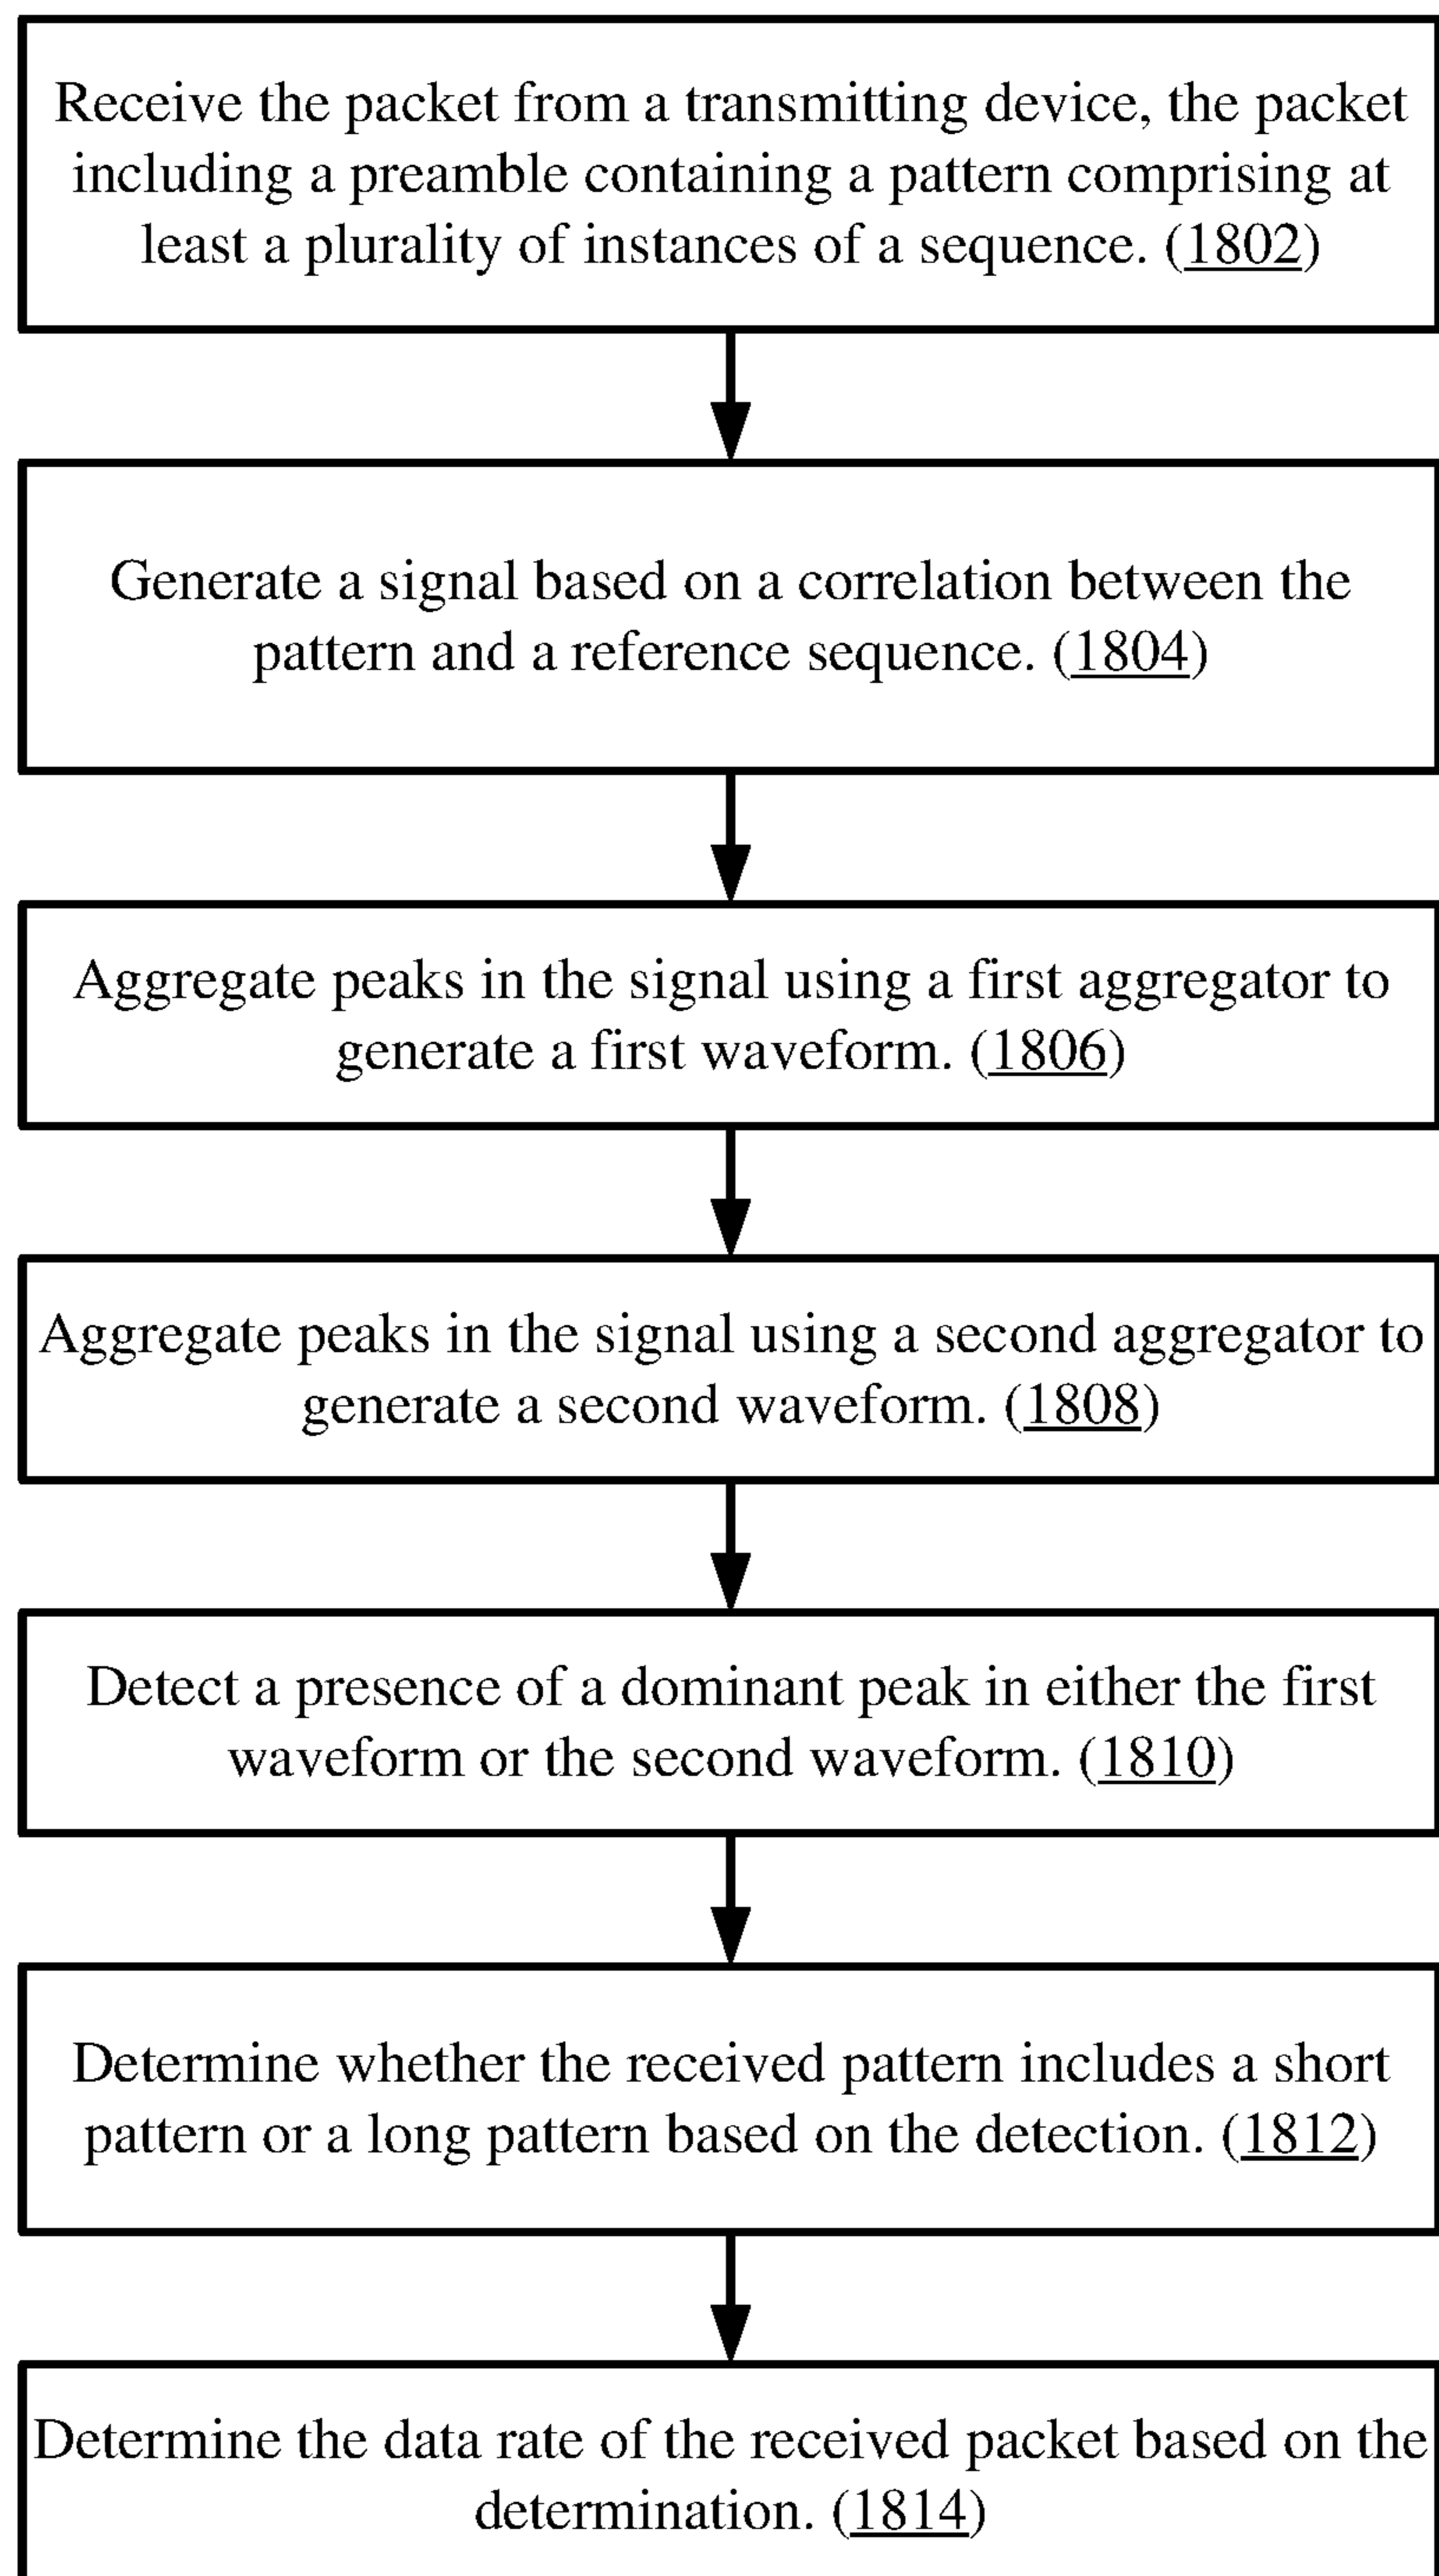 Receive the packet from a transmitting device, the packet
including a preamble containing a pattern comprising at
least a plurality of instances of a sequence. (1802)
Generate a signal based on a correlation between the
pattern and a reference sequence. (1804)
Aggregate peaks in the signal using a first aggregator to
generate a first waveform. (1806)
Aggregate peaks in the signal using a second aggregator to
generate a second waveform. (1808)
Detect a presence of a dominant peak in either the first
waveform or the second waveform. (1810)
Determine whether the received pattern includes a short
pattern or a long pattern based on the detection. (1812)
Determine the data rate of the received packet based on the
determination. (1814)